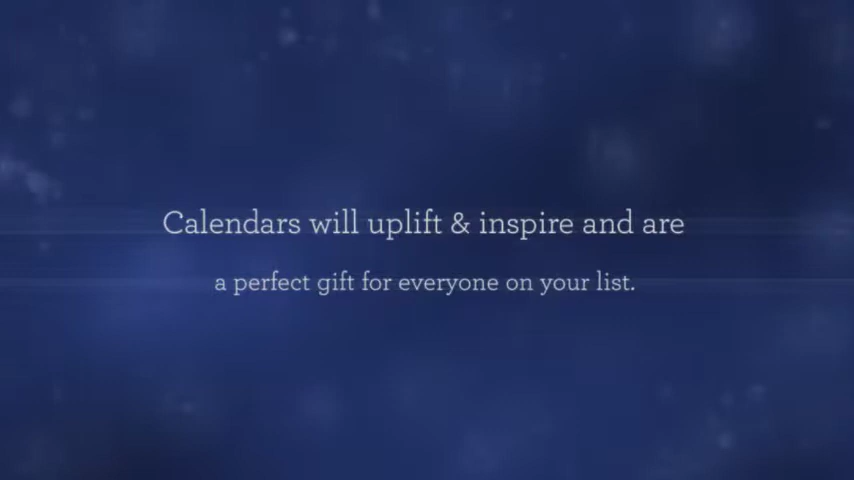 Calendars will uplift & inspire and are
a perfect gift for everyone on your list.